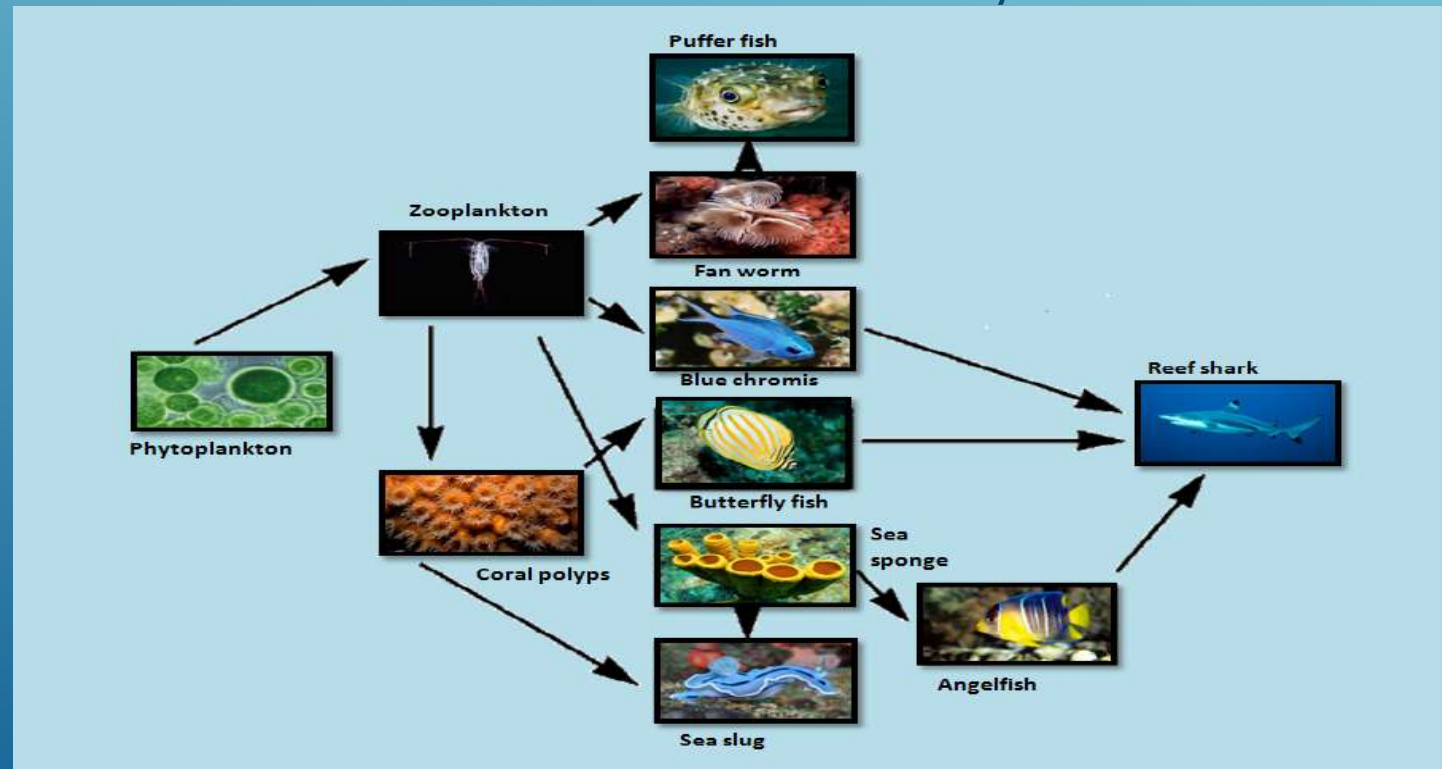 Puffer fish
Zooplankton
Fan worm
Blue chromis
Reef shark
Phytoplankton
Butterfly fish
Sea
sponge
Coral polyps
Angelfish
Sea slug